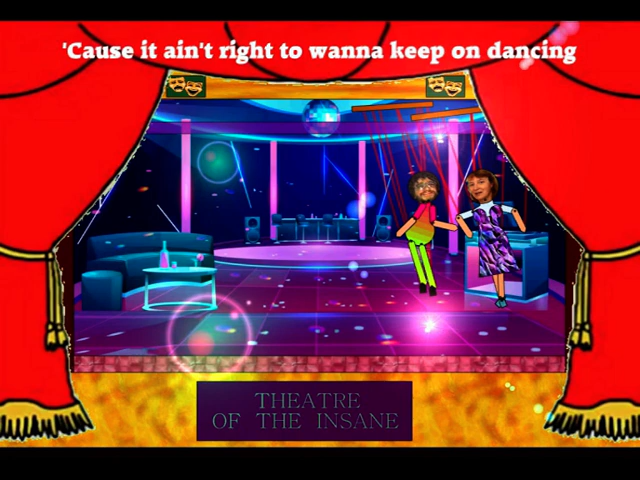 'Cause it ain't right to wanna keep on dancing
THEATRE
OF THE INSANE